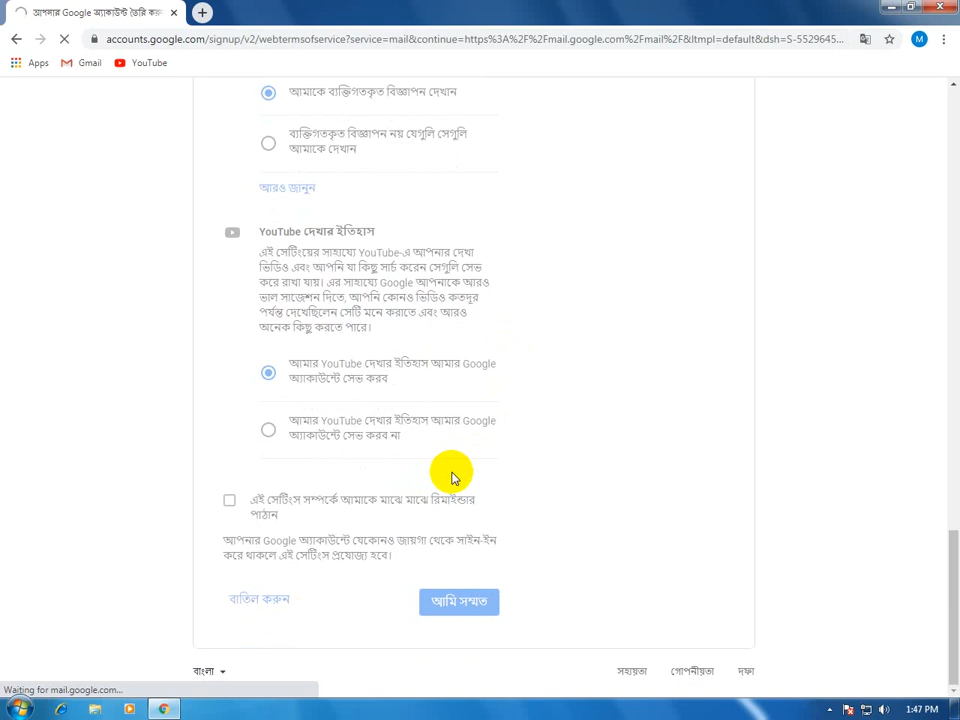 আপনার Google অ্যাকাউন্ট তৈরি কর
accounts.google.com/signup/v2/webtermsofservice?service=mail&continue=https%3A%2F%2Fmail.google.com%2Fmail%2F&ltmpl=default&dsh=S-5529645...
M
Apps
Gmail
YouTube
আমাকে ব্যক্তিগতকৃত বিজ্ঞাপন দেখান
ব্যক্তিগতকৃত বিজ্ঞাপন নয় যেগুলি সেগুলি
আমাকে দেখান
আরও জানুন
YouTube দেখার ইতিহাস
এই সেটিংয়ের সাহায্যে YouTube-এ আপনার দেখা
ভিডিও এবং আপনি যা কিছু সার্চ করেন সেগুলি সেভ
করে রাখা যায়। এর সাহায্যে Google আপনাকে আরও
ভাল সাজেশন দিতে, আপনি কোনও ভিডিও কতদূর
পর্যন্ত দেখেছিলেন সেটি মনে করাতে এবং আরও
অনেক কিছু করতে পারে।
আমার YouTube দেখার ইতিহাস আমার Google
অ্যাকাউন্টে সেভ করব
আমার YouTube দেখার ইতিহাস আমার Google
অ্যাকাউন্টে সেভ করব না
এই সেটিংস সম্পর্কে আমাকে মাঝে মাঝে রিমাইন্ডার
পাঠান
আপনার Google অ্যাকাউন্টে যেকোনও জায়গা থেকে সাইন-ইন
করে থাকলে এই সেটিংস প্রযোজ্য হবে।
বাতিল করুন
আমি সম্মত
বাংলা
সহায়তা
গোপনীয়তা
দফা
Waiting for mail.google.com...
1:47 PM